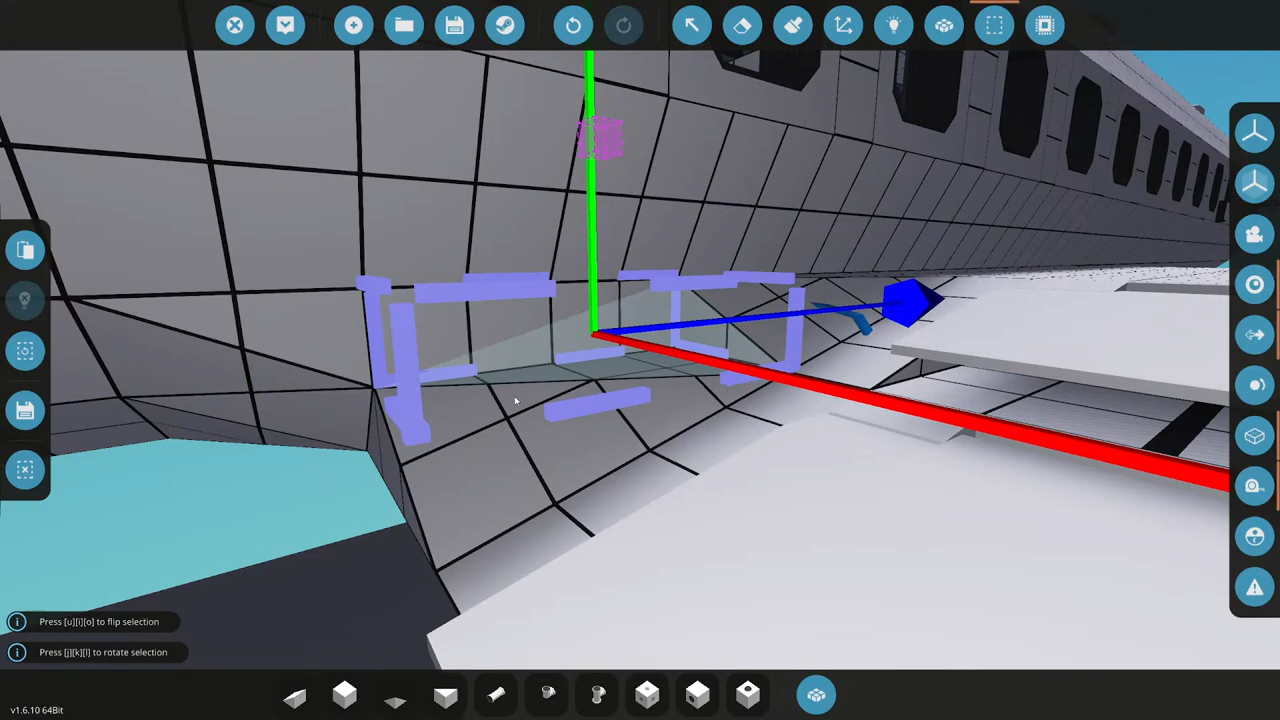 Press [u][i][o] to flip selection
Press [j][k][l] to rotate selection
v1.6.10 64Bit